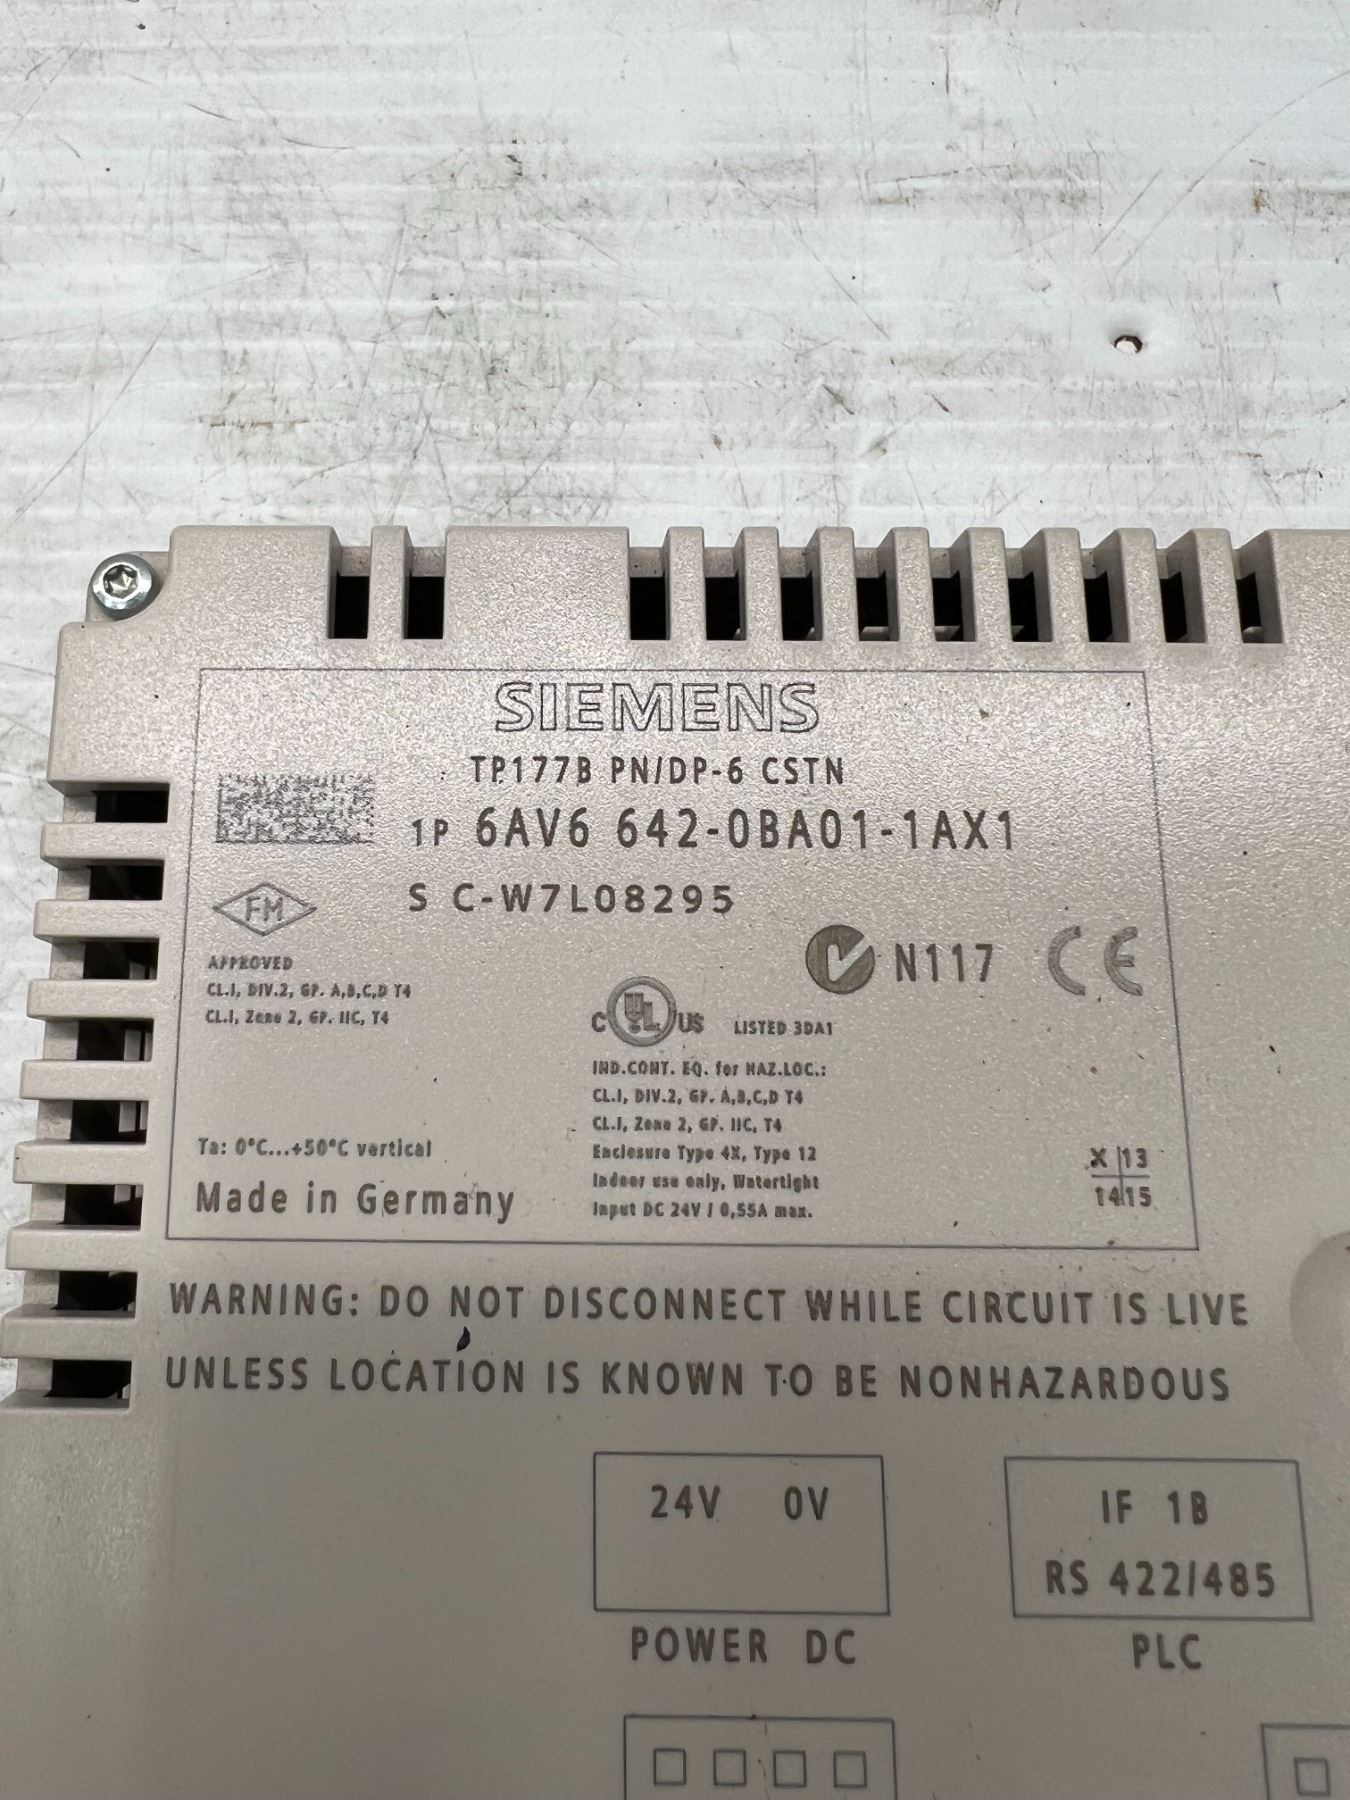 SIEMENS
TP177B PN/DP-6 CSTN
1P 6AV6 642-0BA01-1AX1
S C-W7L08295
FM
APPROVED
CL.I, DIV.2, GP. A,B,C,D T4
CL.I, Zone 2, GP. IIC, T4
N117 CE
C UL US LISTED 3DA1
IND.CONT. EQ. for HAZ.LOC.:
CL.I, DIV.2, GP. A,B,C,D T4
CL.I, Zone 2, GP. IIC, T4
Enclosure Type 4X, Type 12
Indoor use only, Watertight
Input DC 24V / 0,55A max.
Ta: 0°C...+50°C vertical
Made in Germany
X 13
14 15
WARNING: DO NOT DISCONNECT WHILE CIRCUIT IS LIVE
UNLESS LOCATION IS KNOWN TO BE NONHAZARDOUS
24V 0V
POWER DC
IF 1B
RS 422/485
PLC